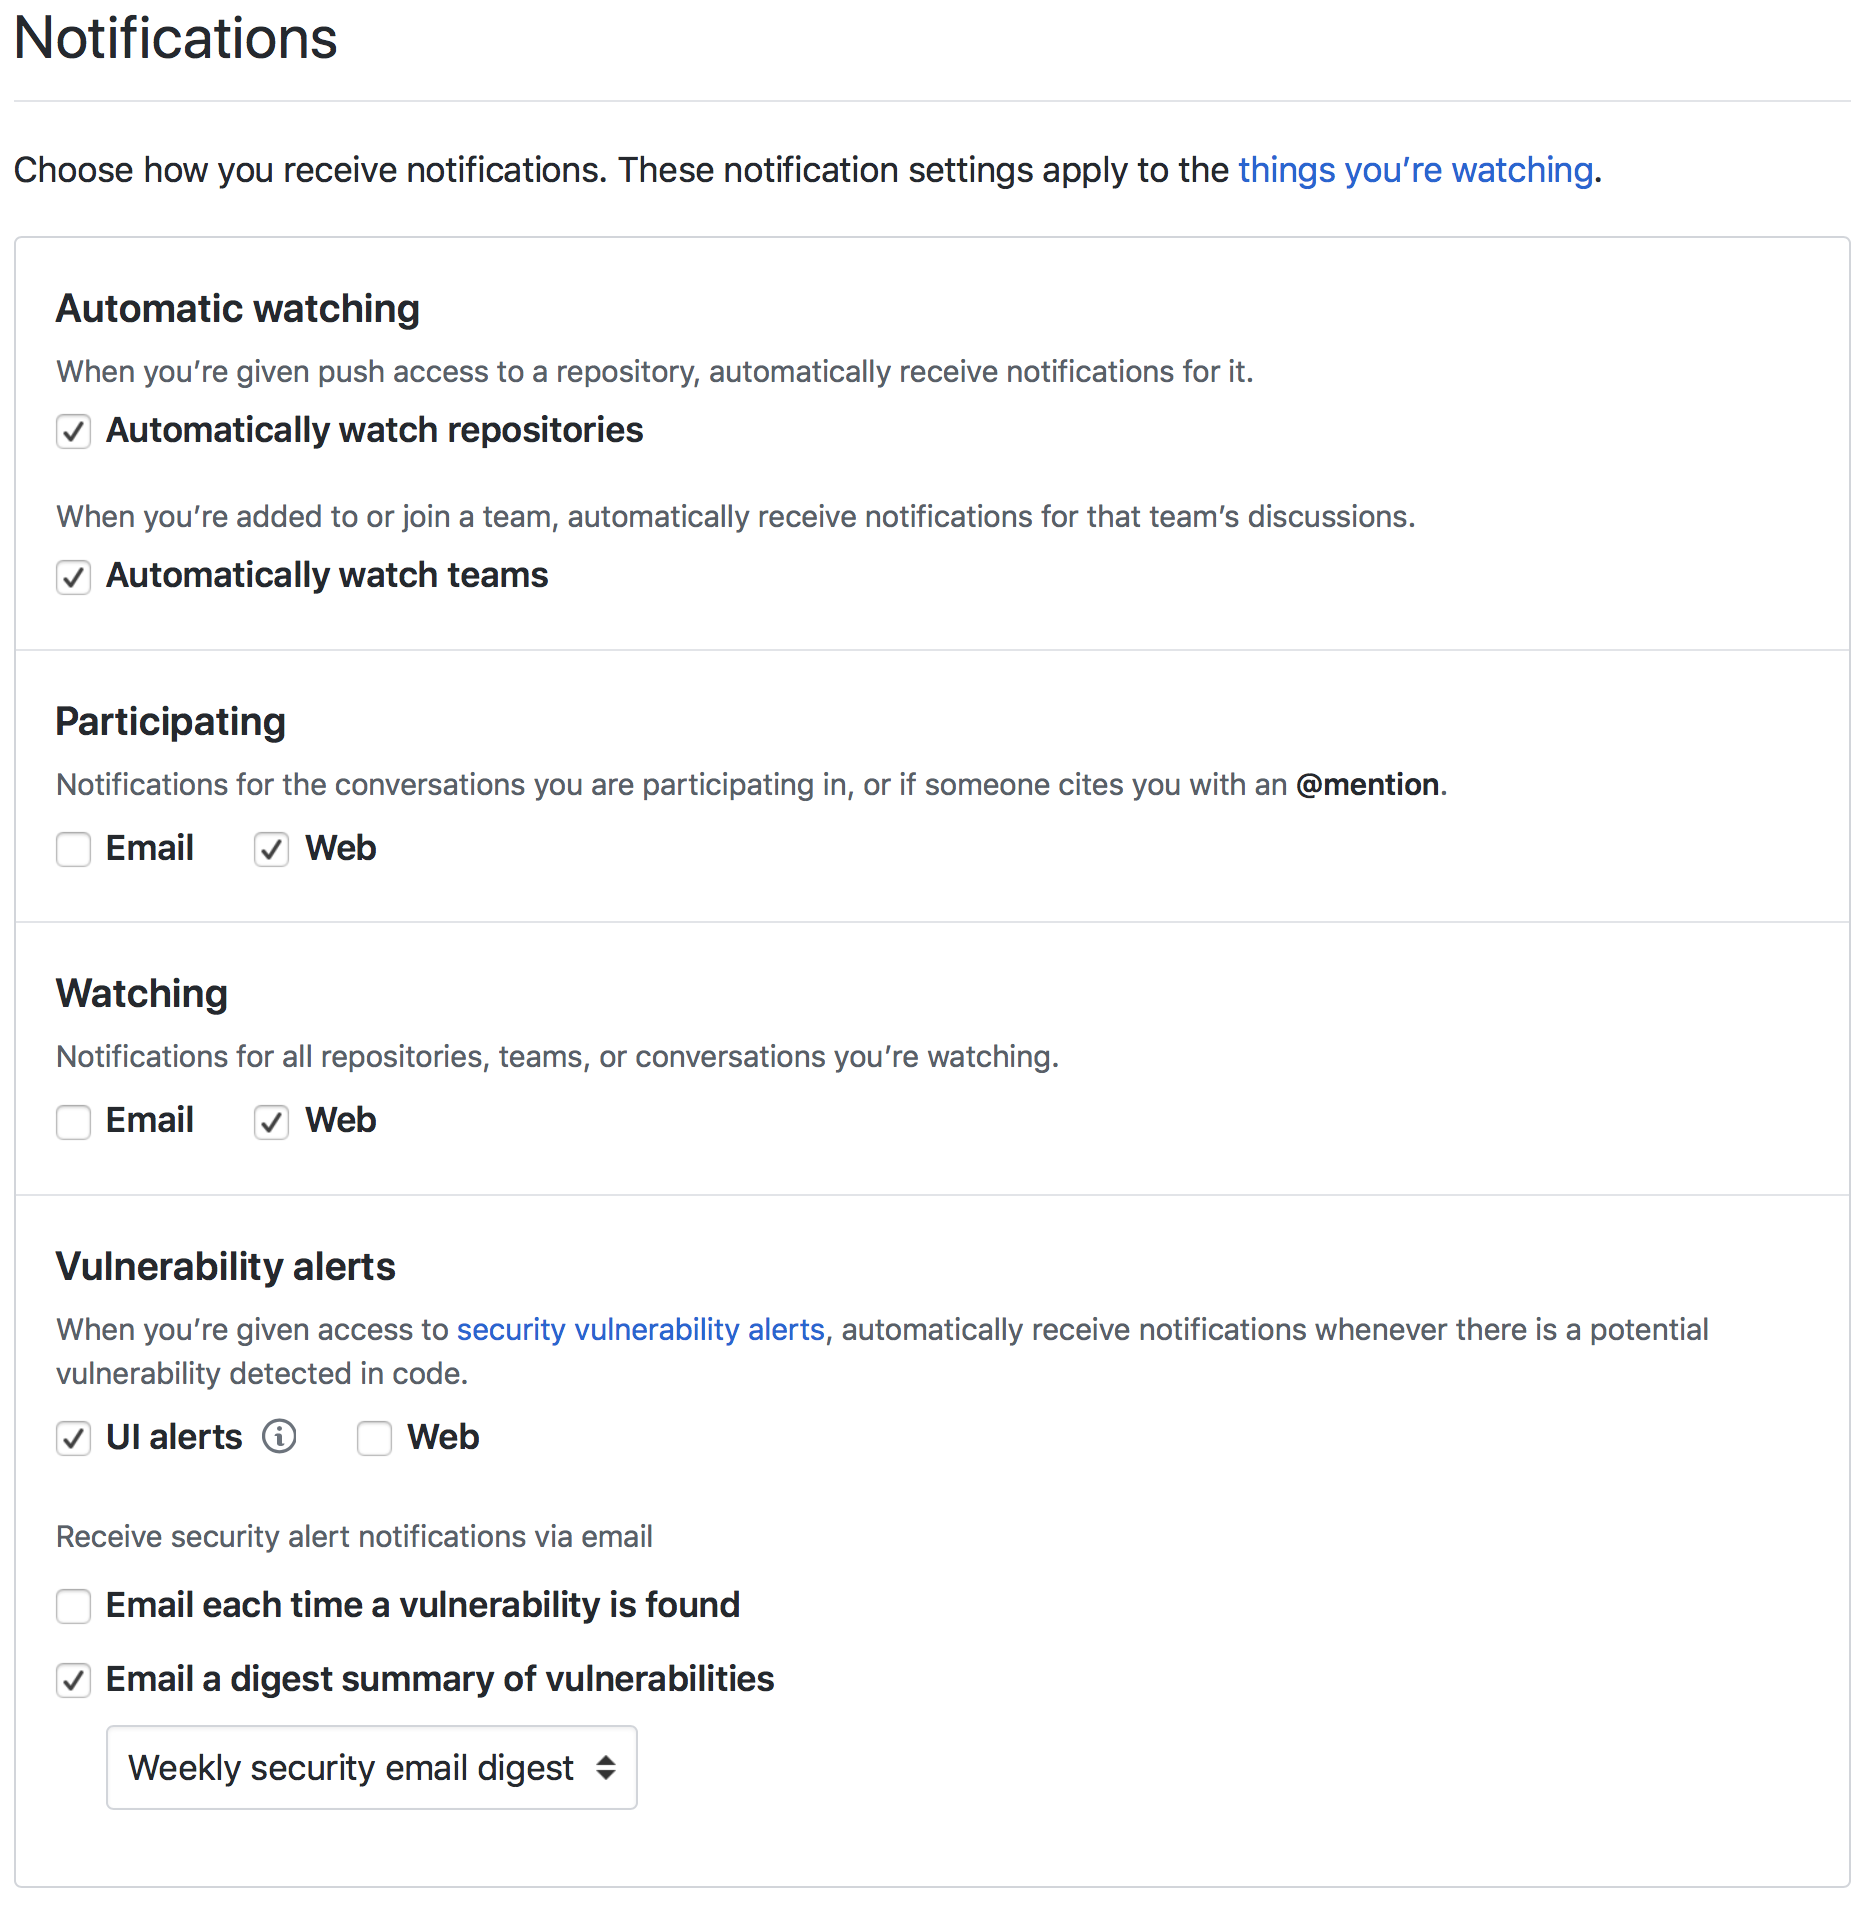 Notifications
Choose how you receive notifications. These notification settings apply to the things you’re watching.
Automatic watching
When you’re given push access to a repository, automatically receive notifications for it.
Automatically watch repositories
When you’re added to or join a team, automatically receive notifications for that team’s discussions.
Automatically watch teams
Participating
Notifications for the conversations you are participating in, or if someone cites you with an @mention.
Email Web
Watching
Notifications for all repositories, teams, or conversations you’re watching.
Email Web
Vulnerability alerts
When you’re given access to security vulnerability alerts, automatically receive notifications whenever there is a potential
vulnerability detected in code.
UI alerts Web
Receive security alert notifications via email
Email each time a vulnerability is found
Email a digest summary of vulnerabilities
Weekly security email digest